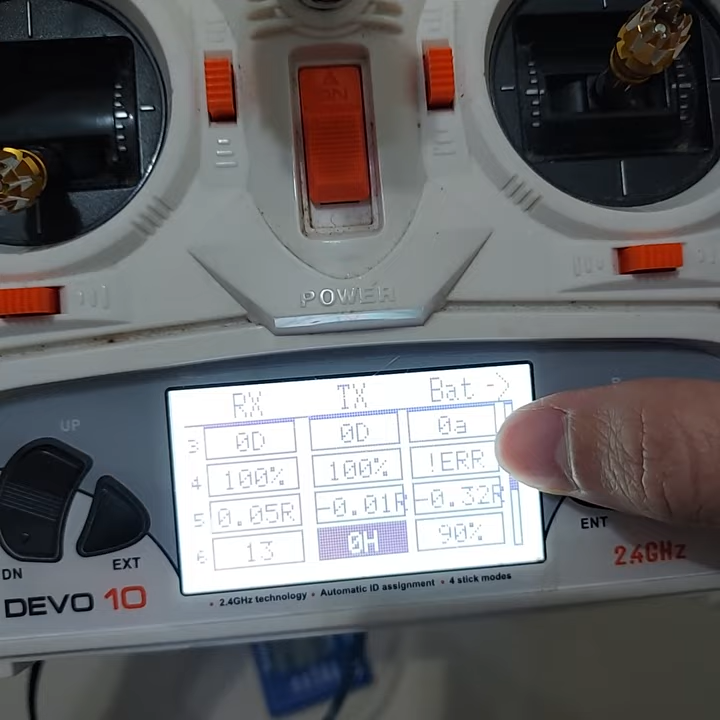 ON
POWER
UP
RX TX Bat ->
3 0D 0D 0a
4 100% 100% !ERR
5 0.05R -0.01R -0.32R
6 13 0H 90%
DN
EXT
ENT
DEVO 10
2.4GHz
• 2.4GHz technology • Automatic ID assignment • 4 stick modes